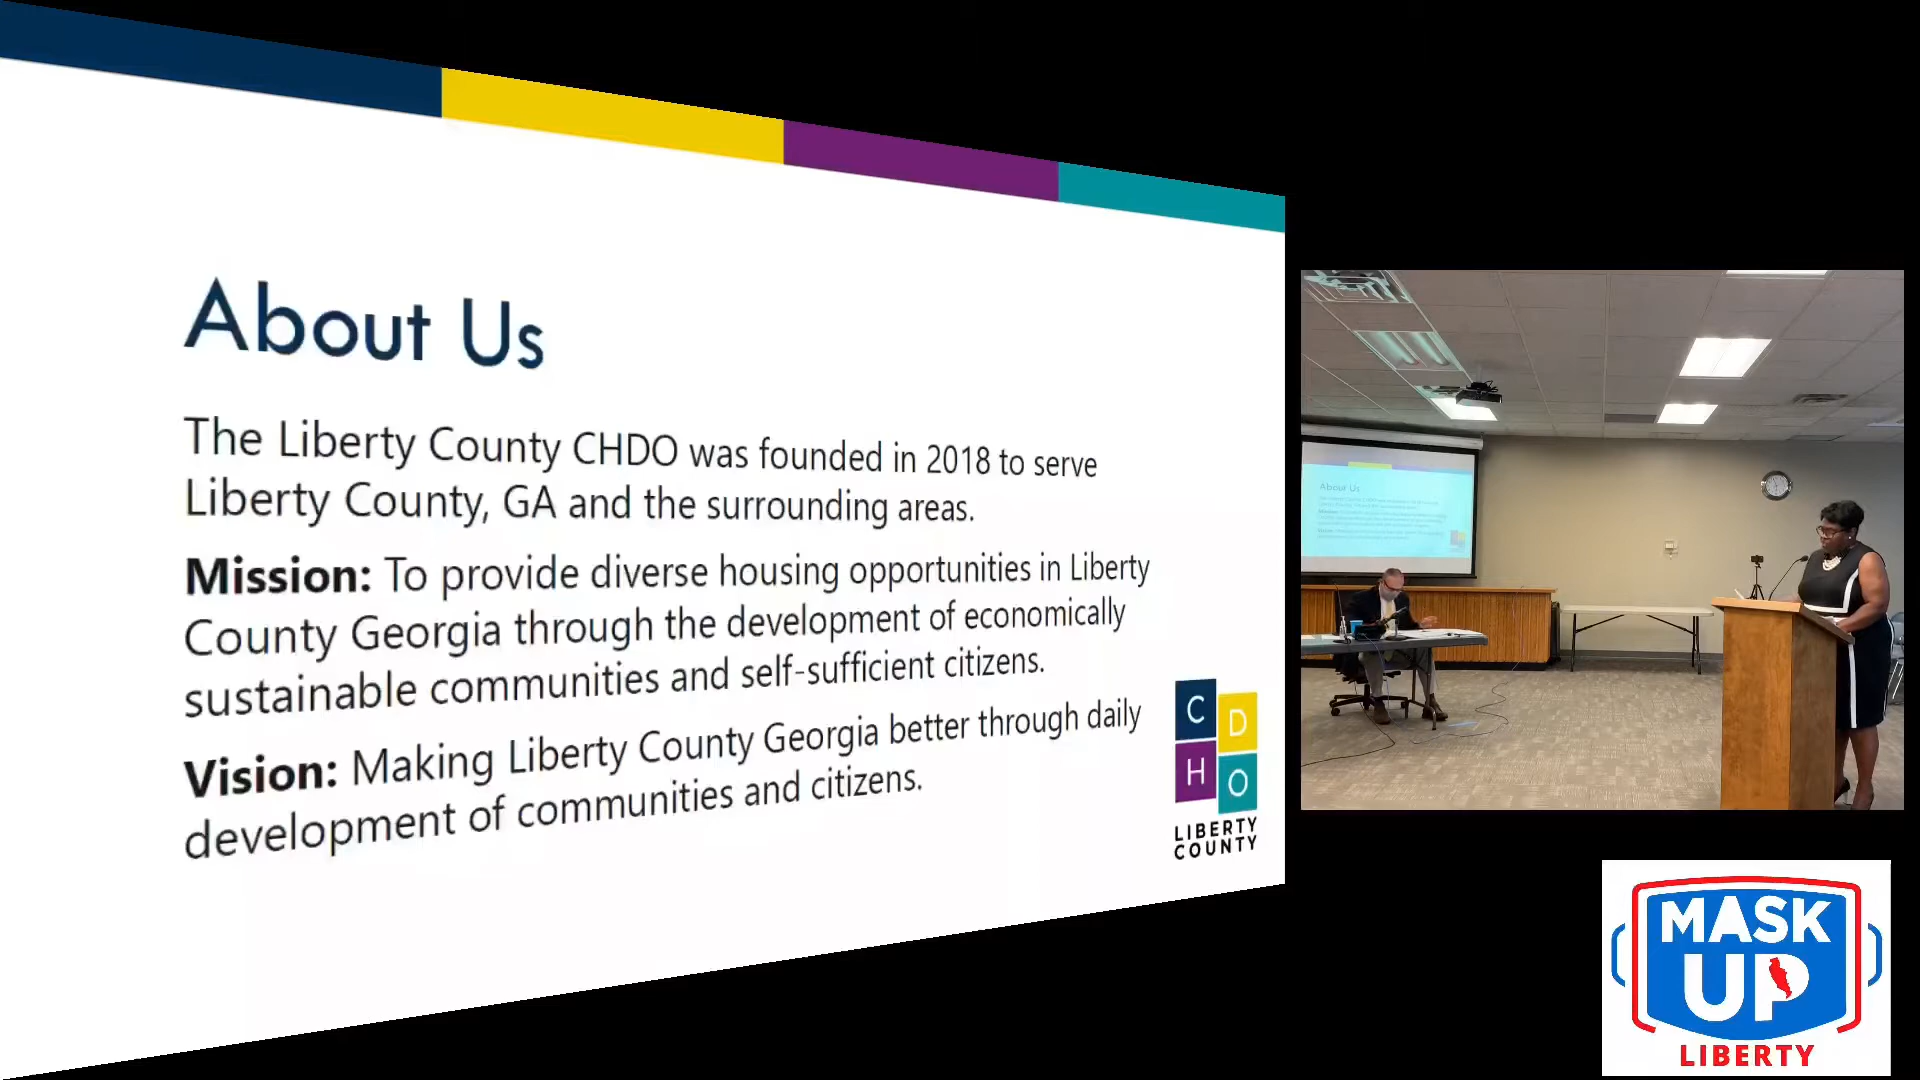 About Us
The Liberty County CHDO was founded in 2018 to serve
Liberty County, GA and the surrounding areas.
Mission: To provide diverse housing opportunities in Liberty
County Georgia through the development of economically
sustainable communities and self-sufficient citizens.
Vision: Making Liberty County Georgia better through daily
development of communities and citizens.
C D
H O
LIBERTY
COUNTY
About Us
MASK
UP
LIBERTY